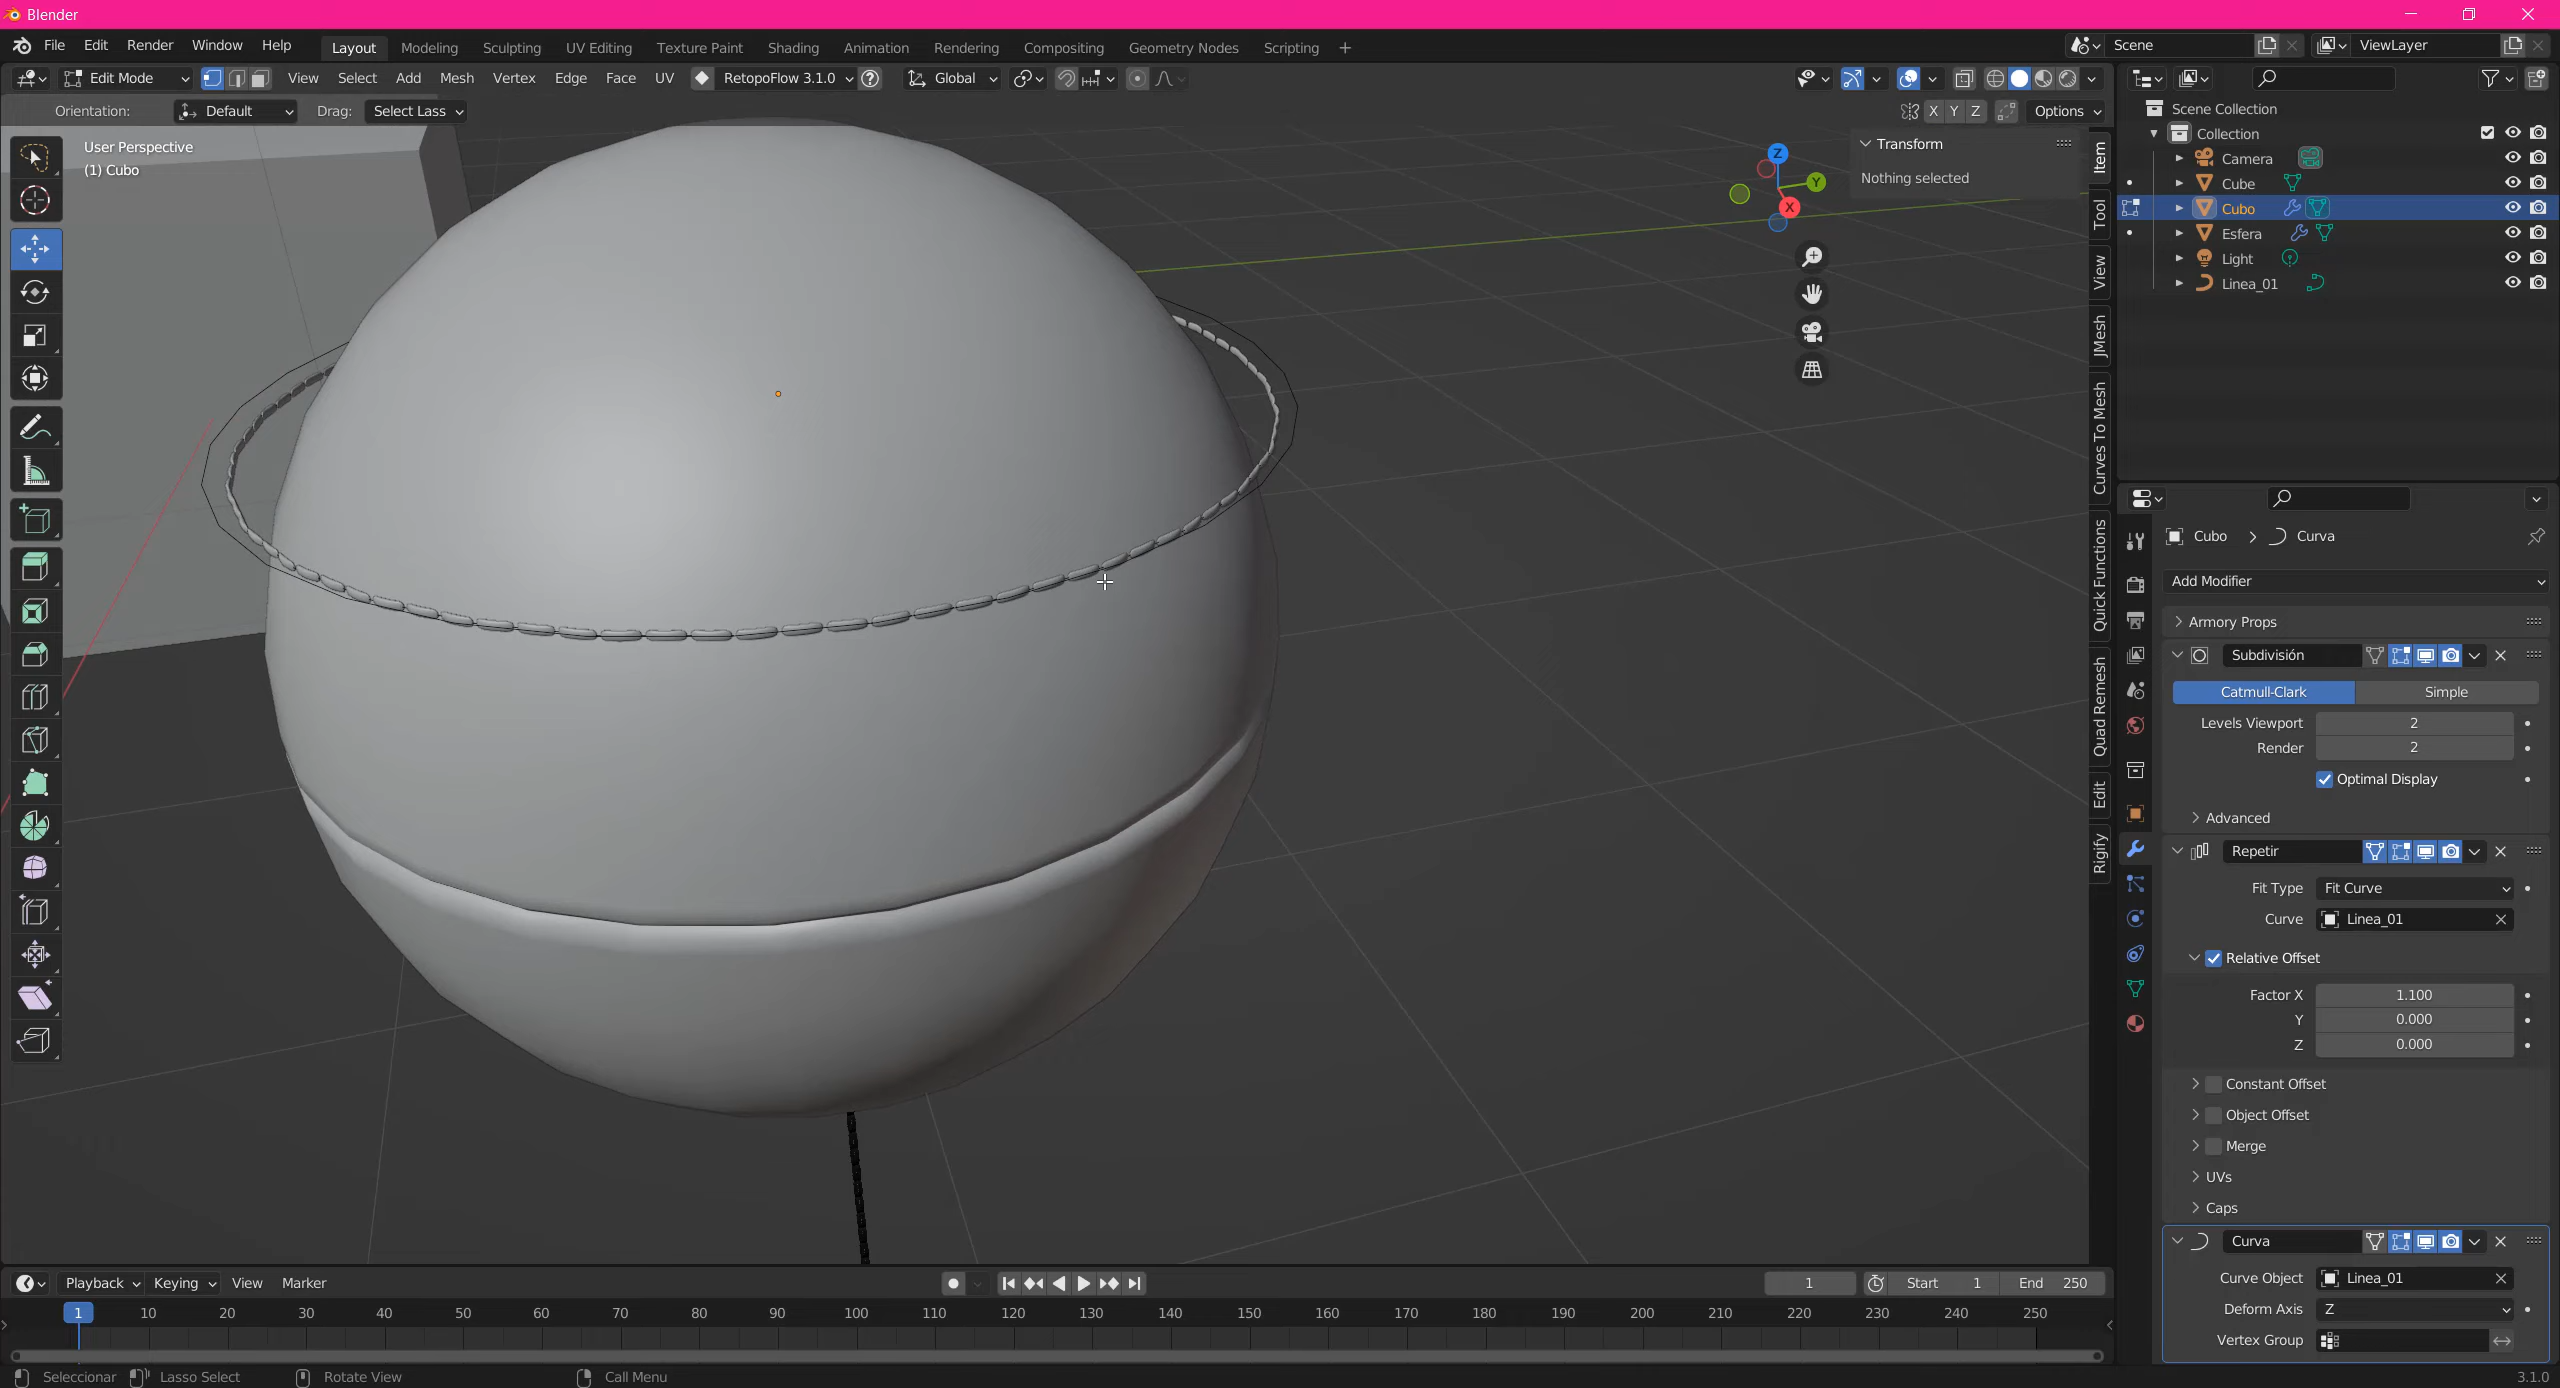 Blender
File Edit Render Window Help Layout Modeling Sculpting UV Editing Texture Paint Shading Animation Rendering Compositing Geometry Nodes Scripting + Scene ViewLayer
Edit Mode View Select Add Mesh Vertex Edge Face UV RetopoFlow 3.1.0 Global
Orientation: Default Drag: Select Lass X Y Z Options
User Perspective
(1) Cubo
Transform
Nothing selected
Z
Y
X
Item
Tool
View
JMesh
Curves To Mesh
Quick Functions
Quad Remesh
Edit
Rigify
Scene Collection
Collection
Camera
Cube
Cubo
Esfera
Light
Linea_01
Cubo > Curva
Add Modifier
Armory Props
Subdivisión
Catmull-Clark Simple
Levels Viewport 2
Render 2
Optimal Display
Advanced
Repetir
Fit Type Fit Curve
Curve Linea_01
Relative Offset
Factor X 1.100
Y 0.000
Z 0.000
Constant Offset
Object Offset
Merge
UVs
Caps
Curva
Curve Object Linea_01
Deform Axis Z
Vertex Group
Playback Keying View Marker 1 Start 1 End 250
1 10 20 30 40 50 60 70 80 90 100 110 120 130 140 150 160 170 180 190 200 210 220 230 240 250
Seleccionar Lasso Select Rotate View Call Menu 3.1.0